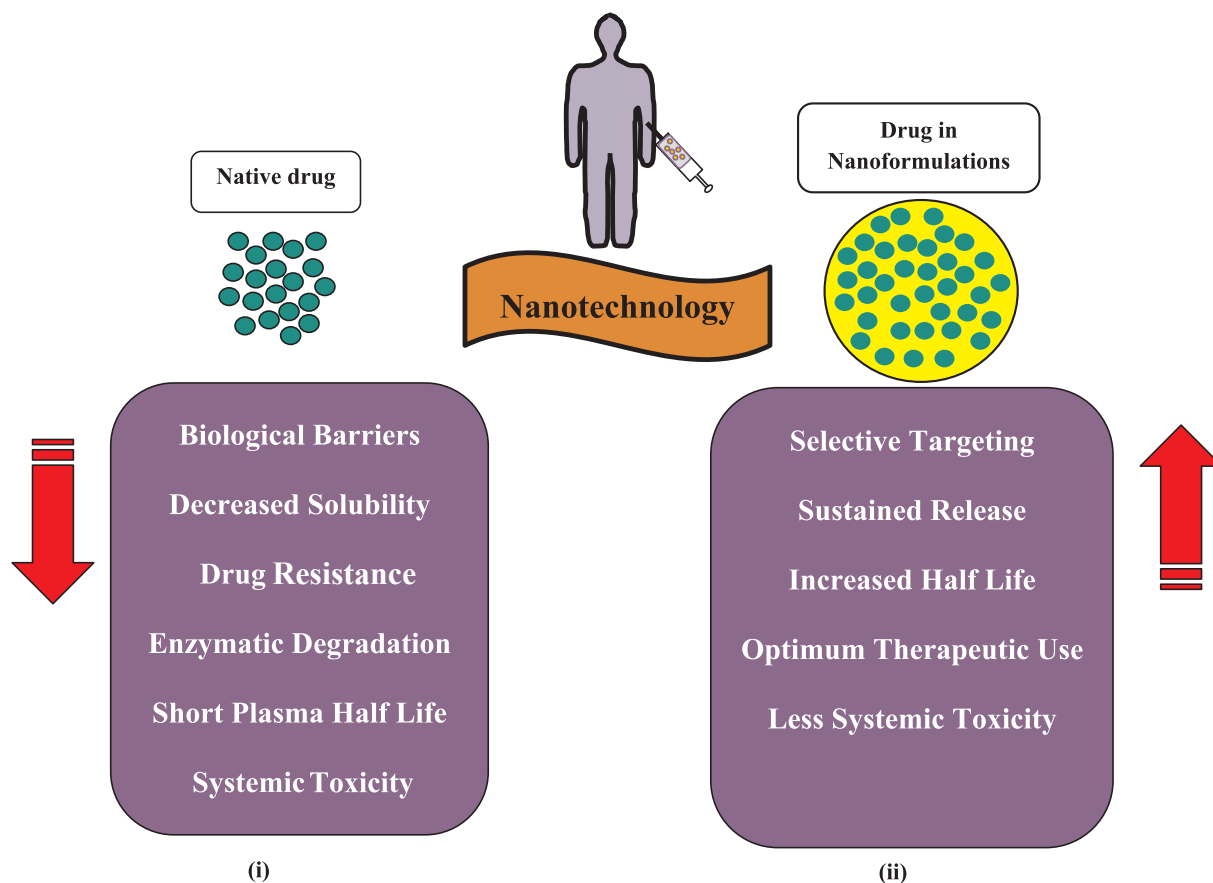 Native drug
Drug in
Nanoformulations
Nanotechnology
Biological Barriers
Decreased Solubility
Drug Resistance
Enzymatic Degradation
Short Plasma Half Life
Systemic Toxicity
(i)
Selective Targeting
Sustained Release
Increased Half Life
Optimum Therapeutic Use
Less Systemic Toxicity
(ii)